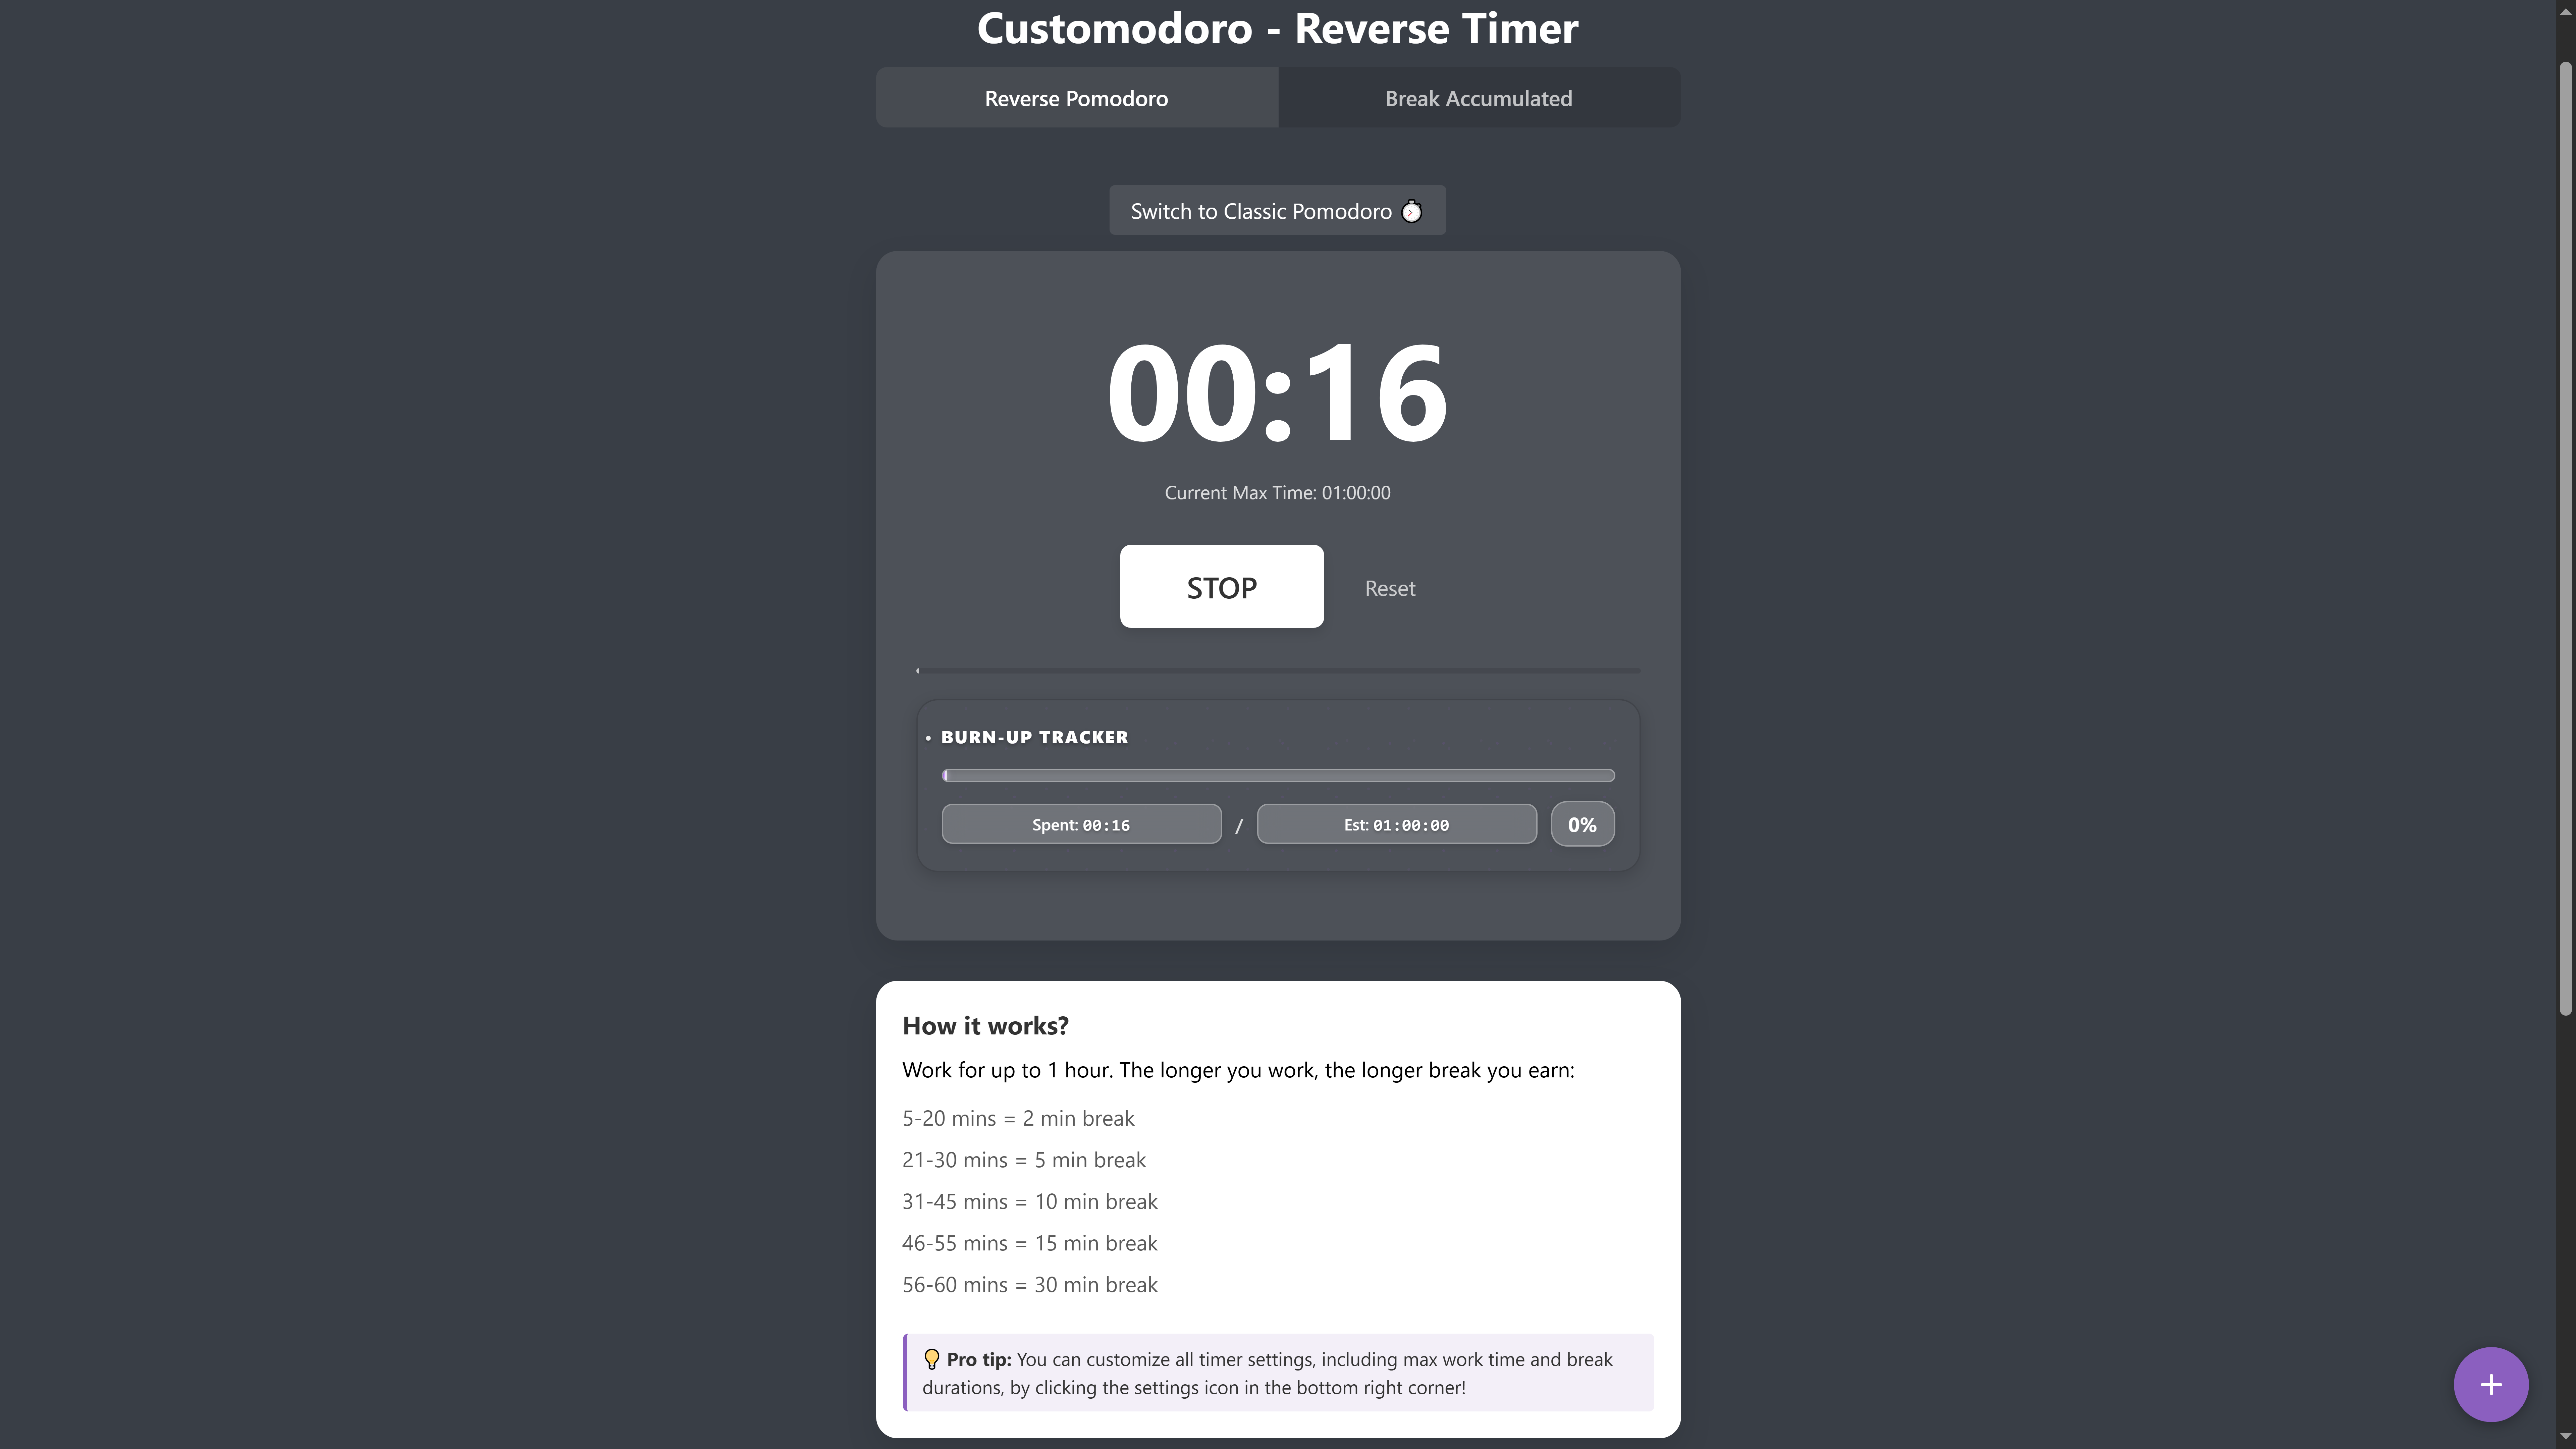 Customodoro - Reverse Timer
Reverse Pomodoro
Break Accumulated
Switch to Classic Pomodoro
00:16
Current Max Time: 01:00:00
STOP
Reset
• BURN-UP TRACKER
Spent: 00:16 / Est: 01:00:00 0%
How it works?
Work for up to 1 hour. The longer you work, the longer break you earn:
5-20 mins = 2 min break
21-30 mins = 5 min break
31-45 mins = 10 min break
46-55 mins = 15 min break
56-60 mins = 30 min break
💡 Pro tip: You can customize all timer settings, including max work time and break
durations, by clicking the settings icon in the bottom right corner!
+